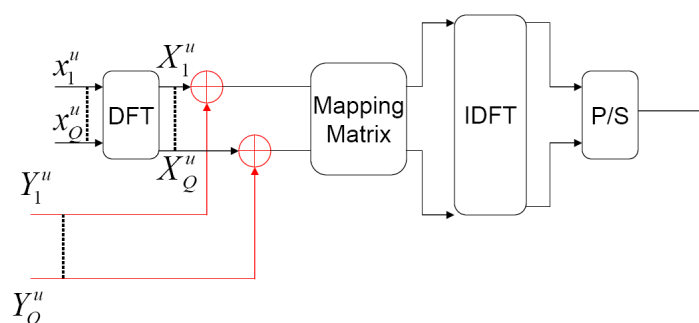 x_1^u
X_1^u
DFT
x_Q^u
X_Q^u
Mapping
Matrix
IDFT
P/S
Y_1^u
Y_Q^u